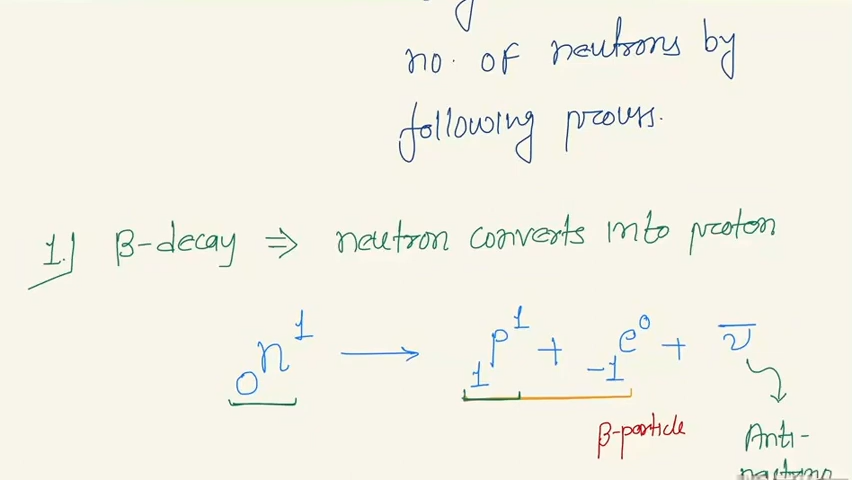 no. of neutrons by
following process.
1.) β-decay ⇒ neutron converts into proton
₀n¹ ⟶ ₁p¹ + ₋₁e⁰ + ν̅
β-particle
Anti-